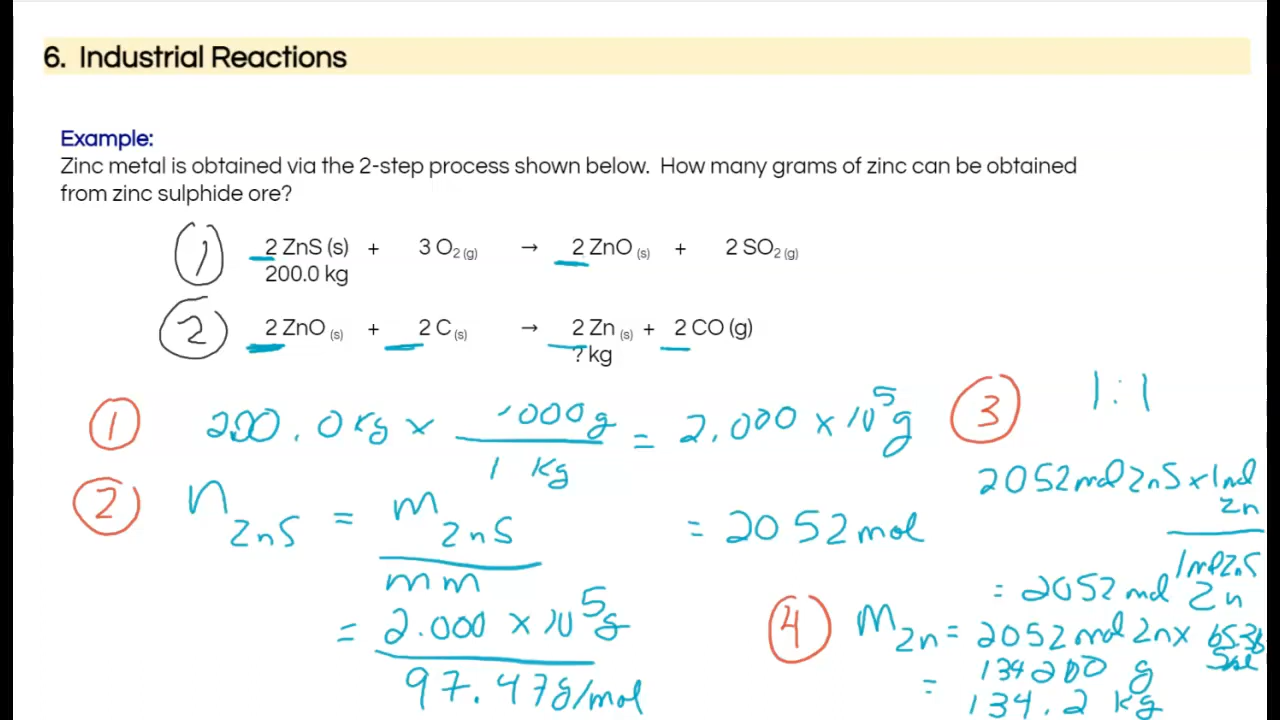 6. Industrial Reactions
Example:
Zinc metal is obtained via the 2-step process shown below. How many grams of zinc can be obtained
from zinc sulphide ore?
1 2 ZnS (s) + 3 O2 (g) → 2 ZnO (s) + 2 SO2 (g)
200.0 kg
2 2 ZnO (s) + 2 C (s) → 2 Zn (s) + 2 CO (g)
? kg
1 200.0 kg × 1000g / 1 kg = 2.000 × 10^5 g
2 n ZnS = m ZnS / mm = 2052 mol
= 2.000 × 10^5 g / 97.47g/mol
3 1:1
2052 mol ZnS × 1 mol Zn / 1 mol ZnS
= 2052 mol Zn
4 m Zn = 2052 mol Zn × 65.38
= 134200 g
134.2 kg